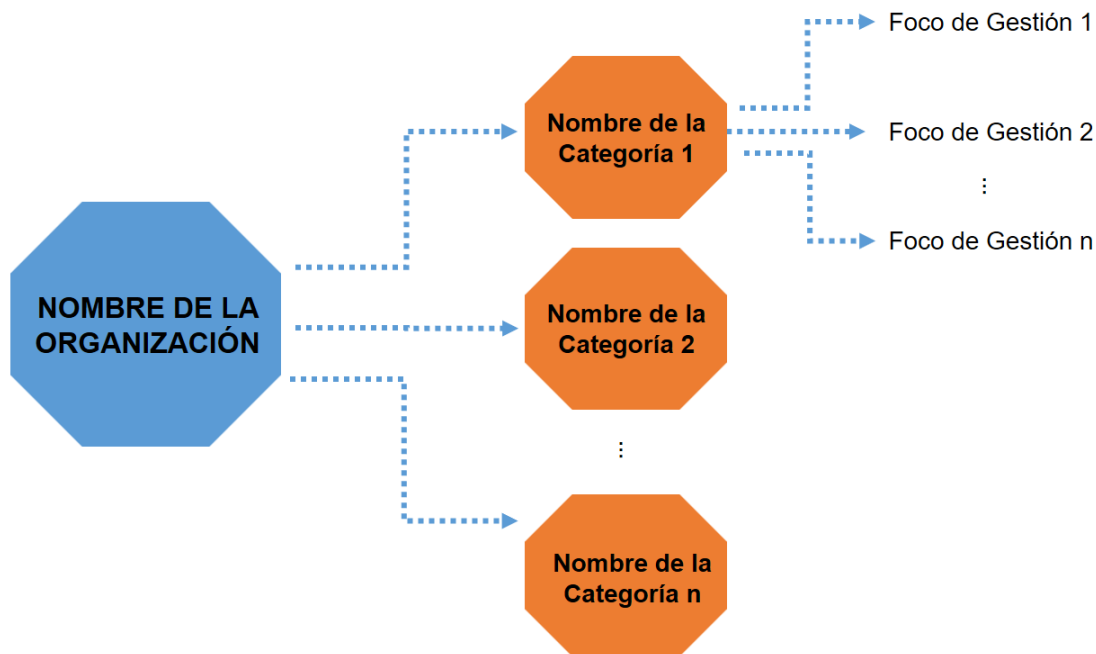 Foco de Gestión 1
Nombre de la
Categoría 1
Foco de Gestión 2
⋮
Foco de Gestión n
NOMBRE DE LA
ORGANIZACIÓN
Nombre de la
Categoría 2
⋮
Nombre de la
Categoría n